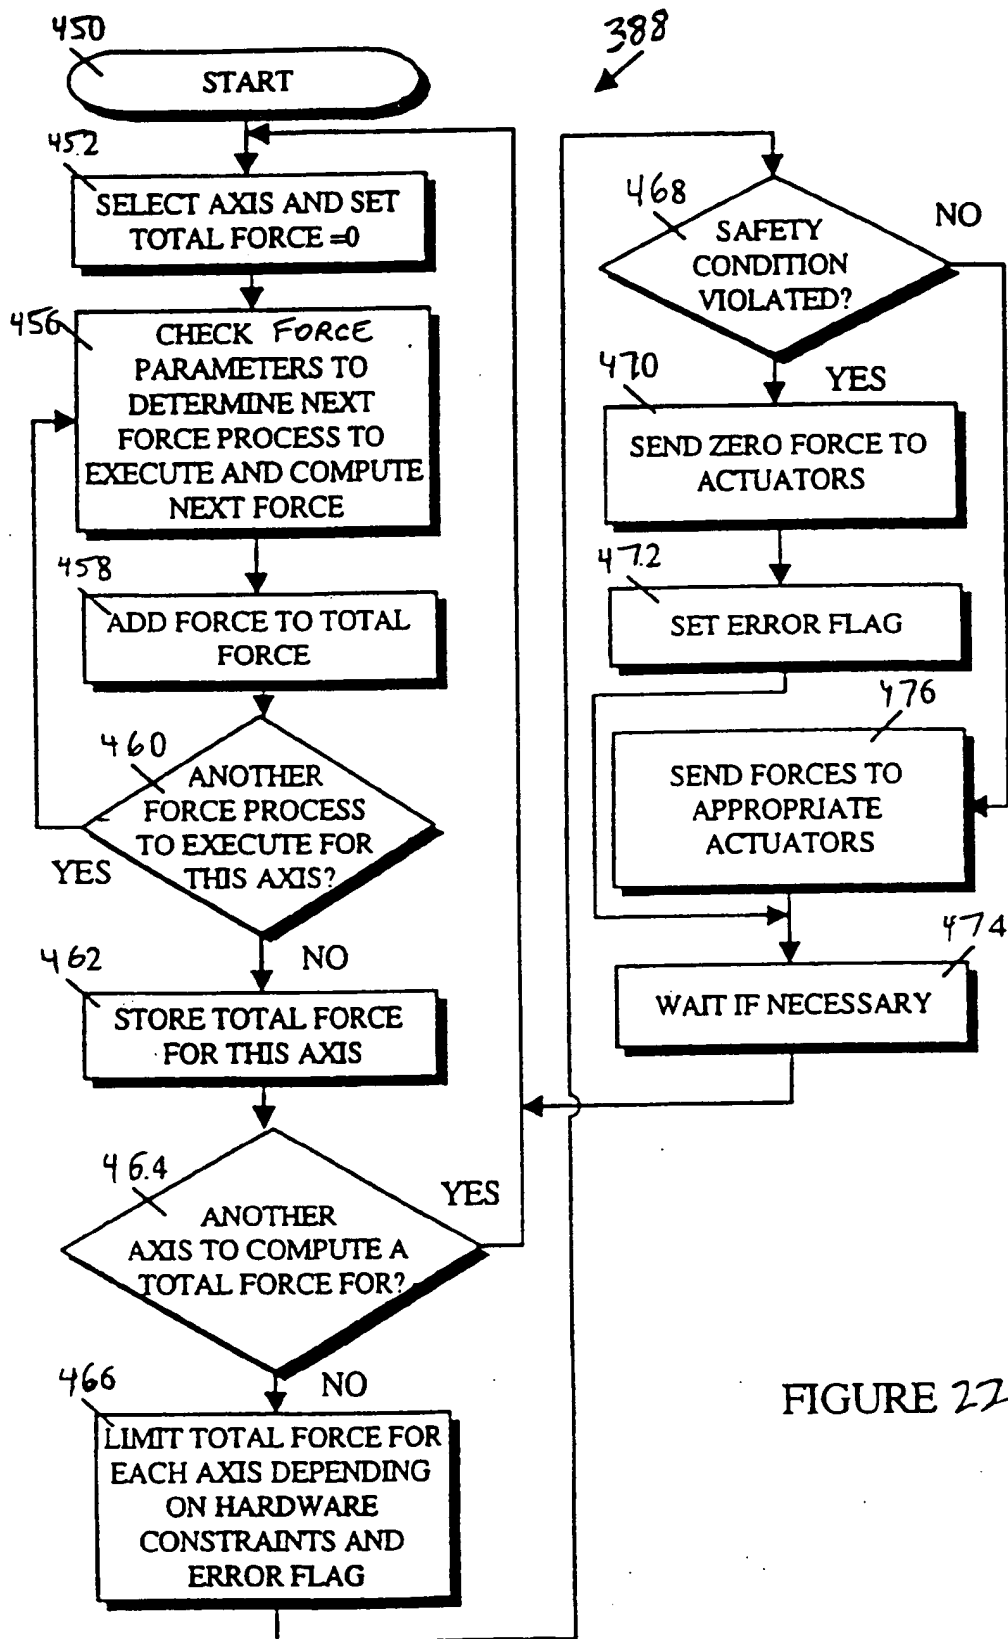 450
START
388
452
SELECT AXIS AND SET
TOTAL FORCE =0
456
CHECK FORCE
PARAMETERS TO
DETERMINE NEXT
FORCE PROCESS TO
EXECUTE AND COMPUTE
NEXT FORCE
458
ADD FORCE TO TOTAL
FORCE
460
ANOTHER
FORCE PROCESS
TO EXECUTE FOR
THIS AXIS?
YES
NO
462
STORE TOTAL FORCE
FOR THIS AXIS
464
YES
ANOTHER
AXIS TO COMPUTE A
TOTAL FORCE FOR?
NO
466
LIMIT TOTAL FORCE FOR
EACH AXIS DEPENDING
ON HARDWARE
CONSTRAINTS AND
ERROR FLAG
468
NO
SAFETY
CONDITION
VIOLATED?
YES
470
SEND ZERO FORCE TO
ACTUATORS
472
SET ERROR FLAG
476
SEND FORCES TO
APPROPRIATE
ACTUATORS
474
WAIT IF NECESSARY
FIGURE 22